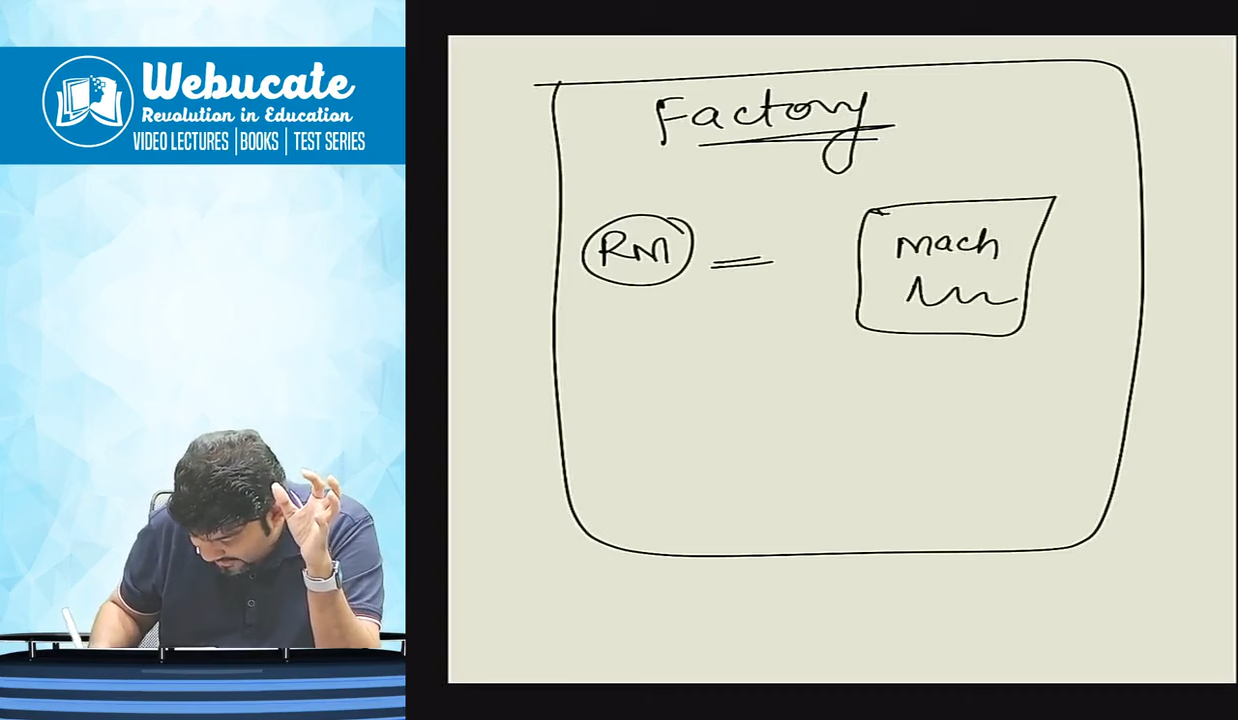 Webucate
Revolution in Education
VIDEO LECTURES | BOOKS | TEST SERIES
Factory
RM =
Mach